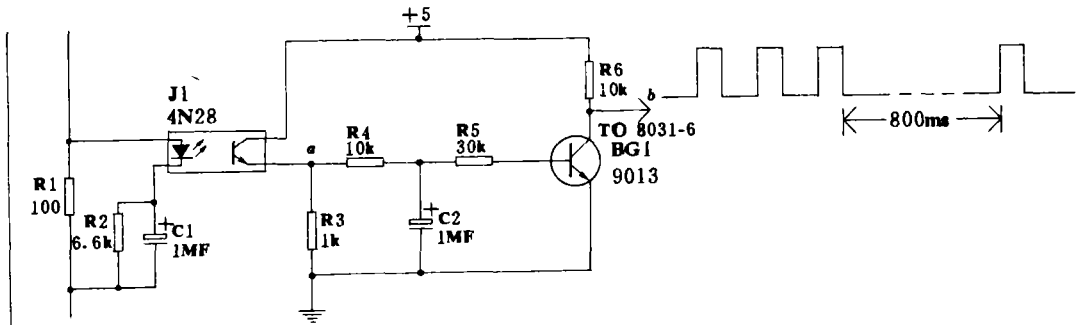 +5
J1
4N28
R6
10k
b
800ms
TO 8031-6
BG1
9013
a
R4
10k
R5
30k
R1
100
R2
6.6k
+
C1
1MF
R3
1k
+
C2
1MF